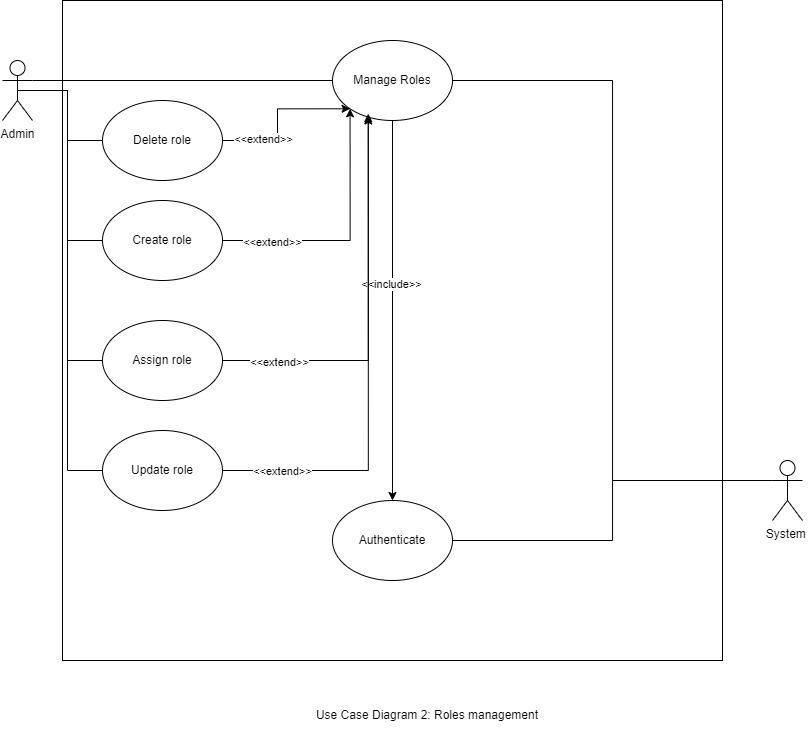 Manage Roles
Admin
Delete role
<<extend>>
Create role
<<extend>>
<<include>>
Assign role
<<extend>>
Update role
<<extend>>
System
Authenticate
Use Case Diagram 2: Roles management